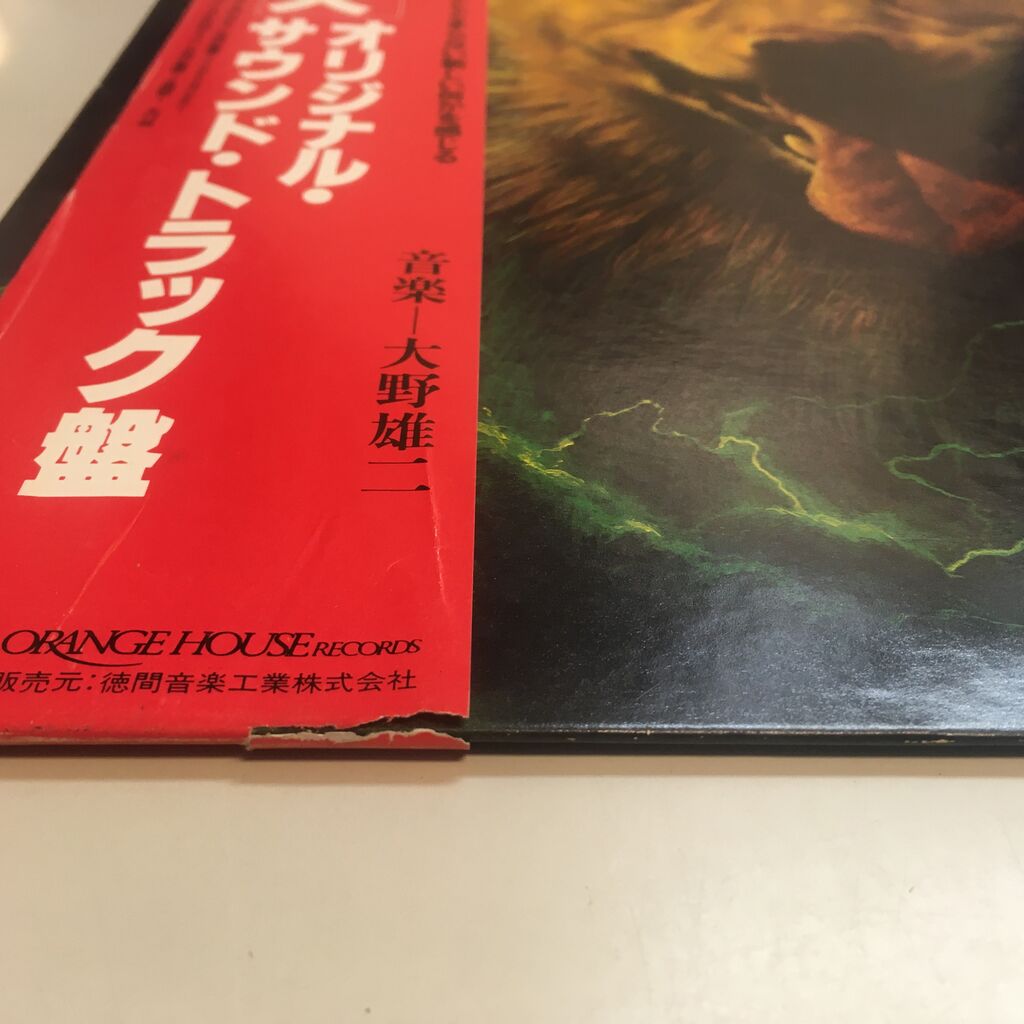 オリジナル・
サウンド・トラック盤
音楽—大野雄二
ORANGE HOUSE RECORDS
販売元:徳間音楽工業株式会社